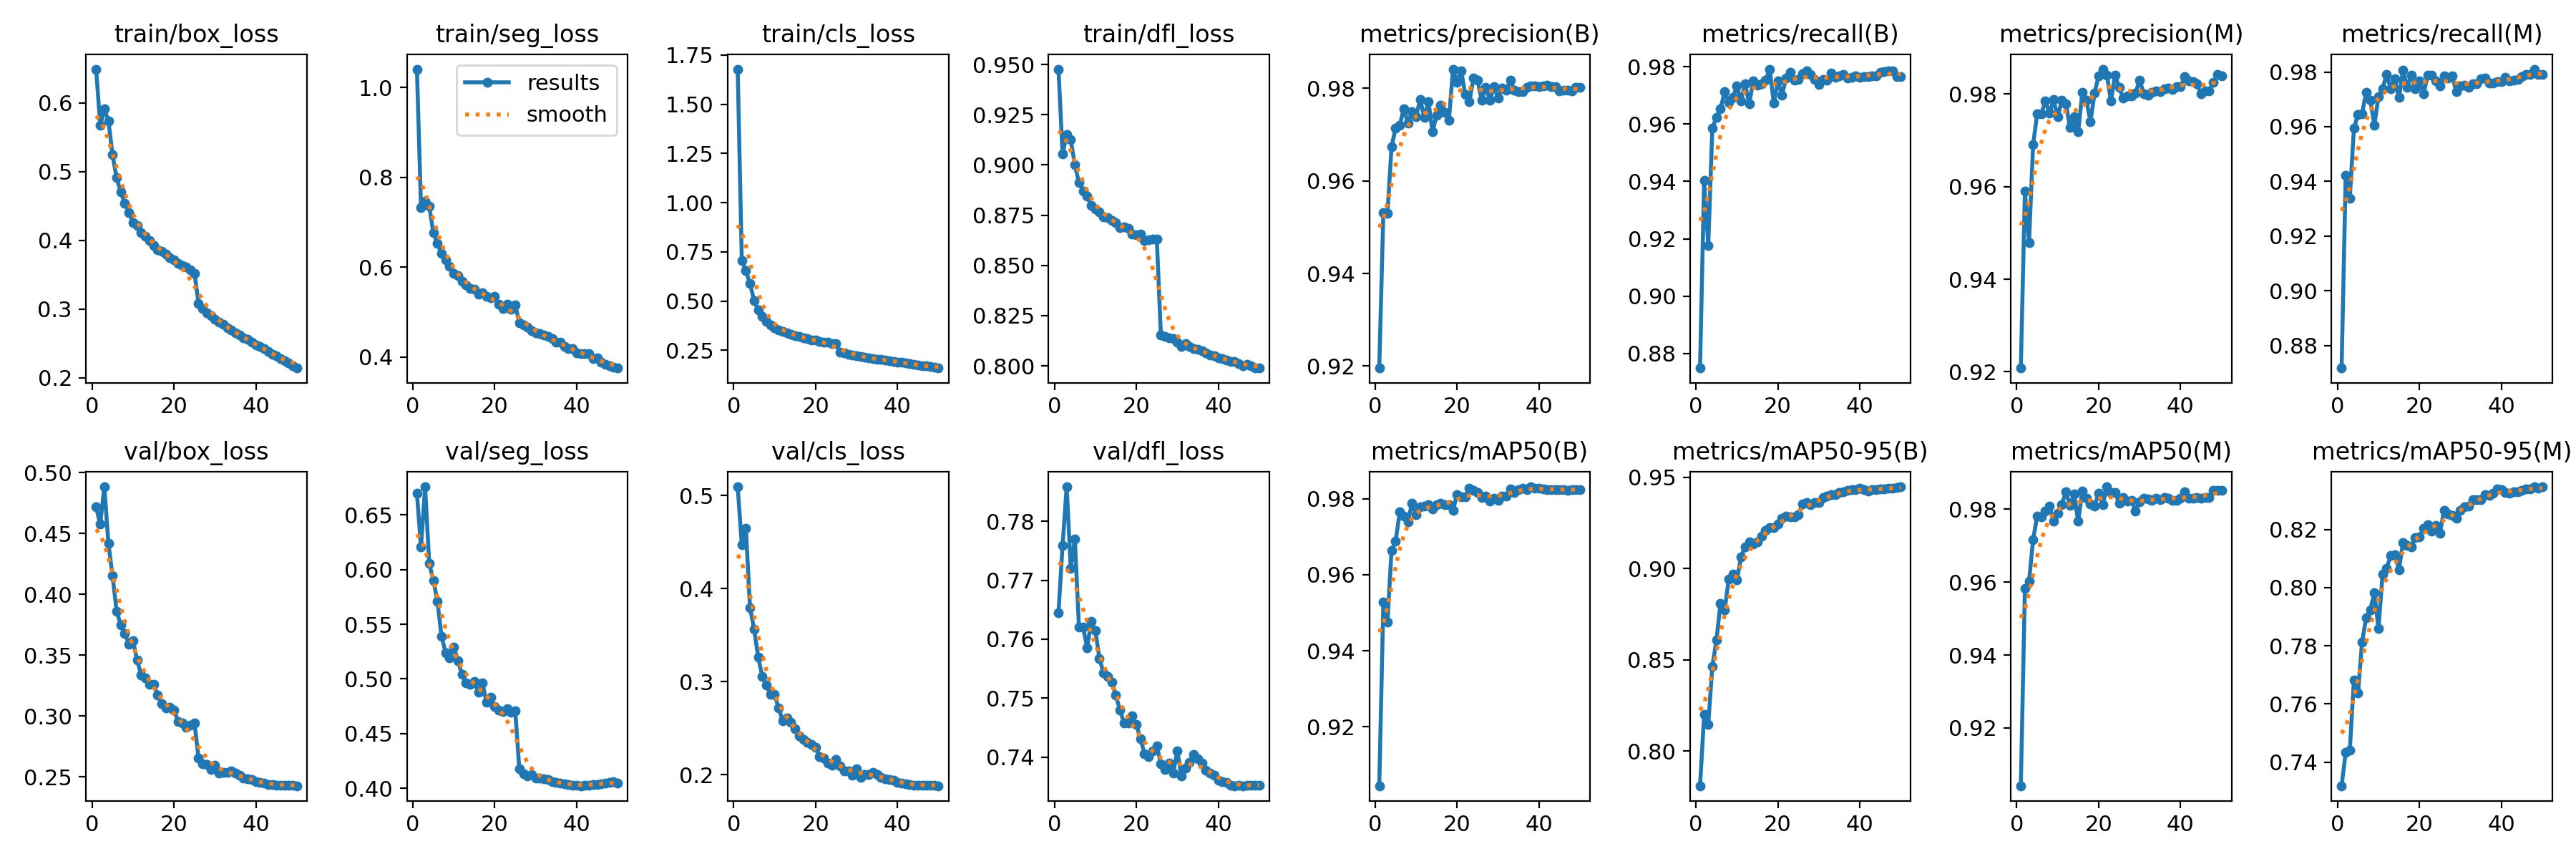 train/box_loss
0.6
0.5
0.4
0.3
0.2
0 20 40
train/seg_loss
results
smooth
1.0
0.8
0.6
0.4
0 20 40
train/cls_loss
1.75
1.50
1.25
1.00
0.75
0.50
0.25
0 20 40
train/dfl_loss
0.950
0.925
0.900
0.875
0.850
0.825
0.800
0 20 40
metrics/precision(B)
0.98
0.96
0.94
0.92
0 20 40
metrics/recall(B)
0.98
0.96
0.94
0.92
0.90
0.88
0 20 40
metrics/precision(M)
0.98
0.96
0.94
0.92
0 20 40
metrics/recall(M)
0.98
0.96
0.94
0.92
0.90
0.88
0 20 40
val/box_loss
0.50
0.45
0.40
0.35
0.30
0.25
0 20 40
val/seg_loss
0.65
0.60
0.55
0.50
0.45
0.40
0 20 40
val/cls_loss
0.5
0.4
0.3
0.2
0 20 40
val/dfl_loss
0.78
0.77
0.76
0.75
0.74
0 20 40
metrics/mAP50(B)
0.98
0.96
0.94
0.92
0 20 40
metrics/mAP50-95(B)
0.95
0.90
0.85
0.80
0 20 40
metrics/mAP50(M)
0.98
0.96
0.94
0.92
0 20 40
metrics/mAP50-95(M)
0.82
0.80
0.78
0.76
0.74
0 20 40